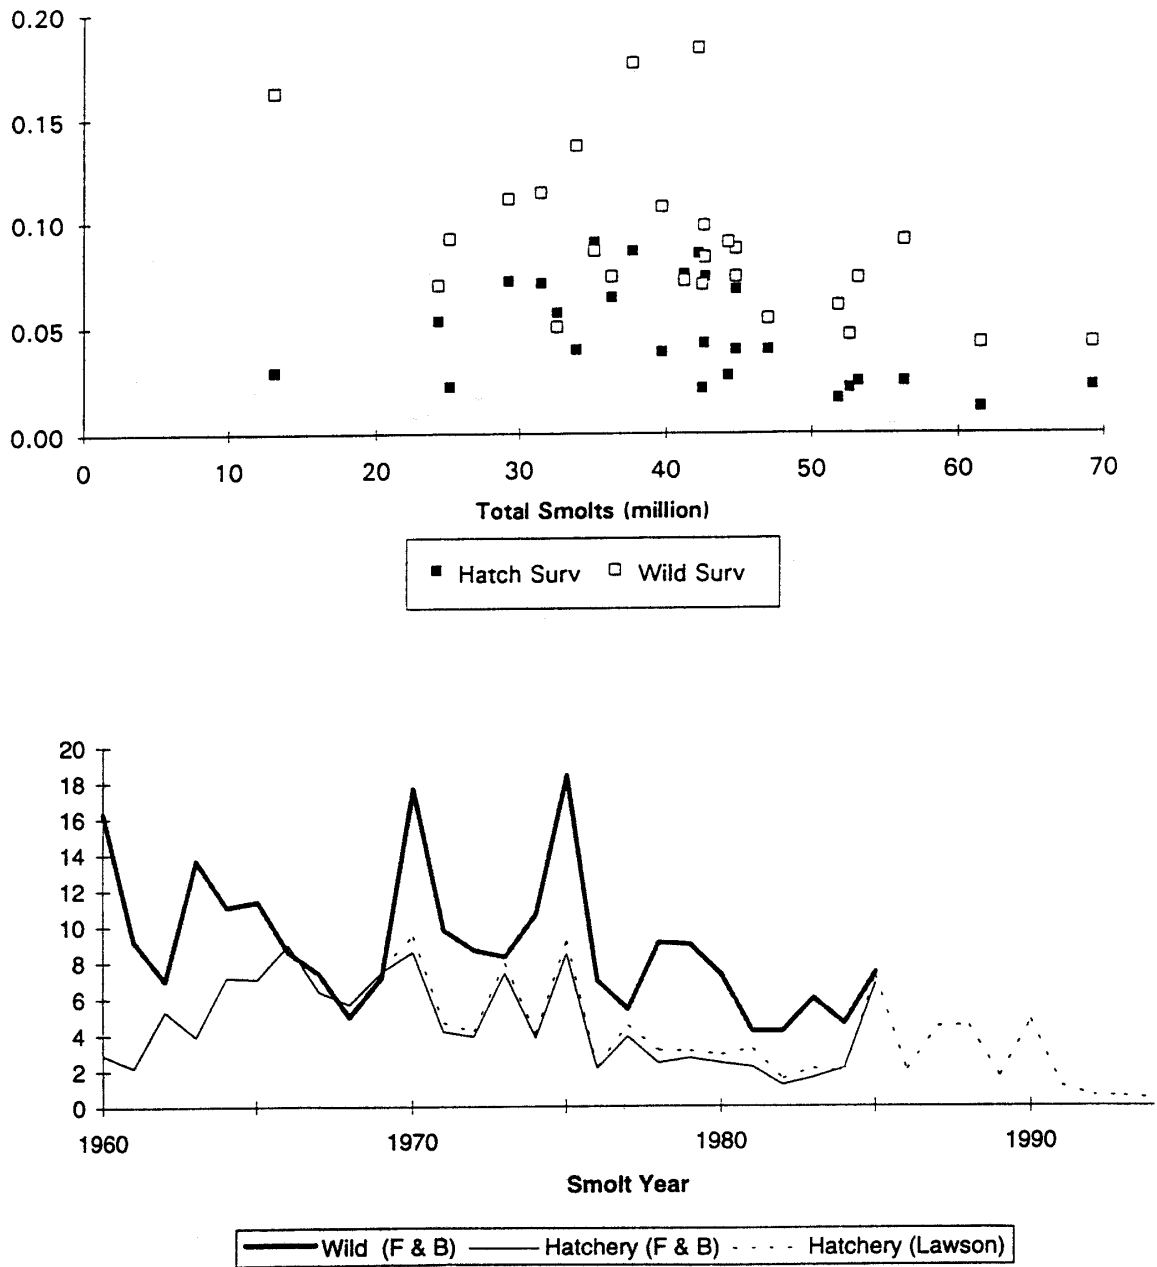 0.20
0.15
0.10
0.05
0.00
0 10 20 30 40 50 60 70
Total Smolts (million)
Hatch Surv Wild Surv
20
18
16
14
12
10
8
6
4
2
0
1960 1970 1980 1990
Smolt Year
Wild (F & B) Hatchery (F & B) Hatchery (Lawson)